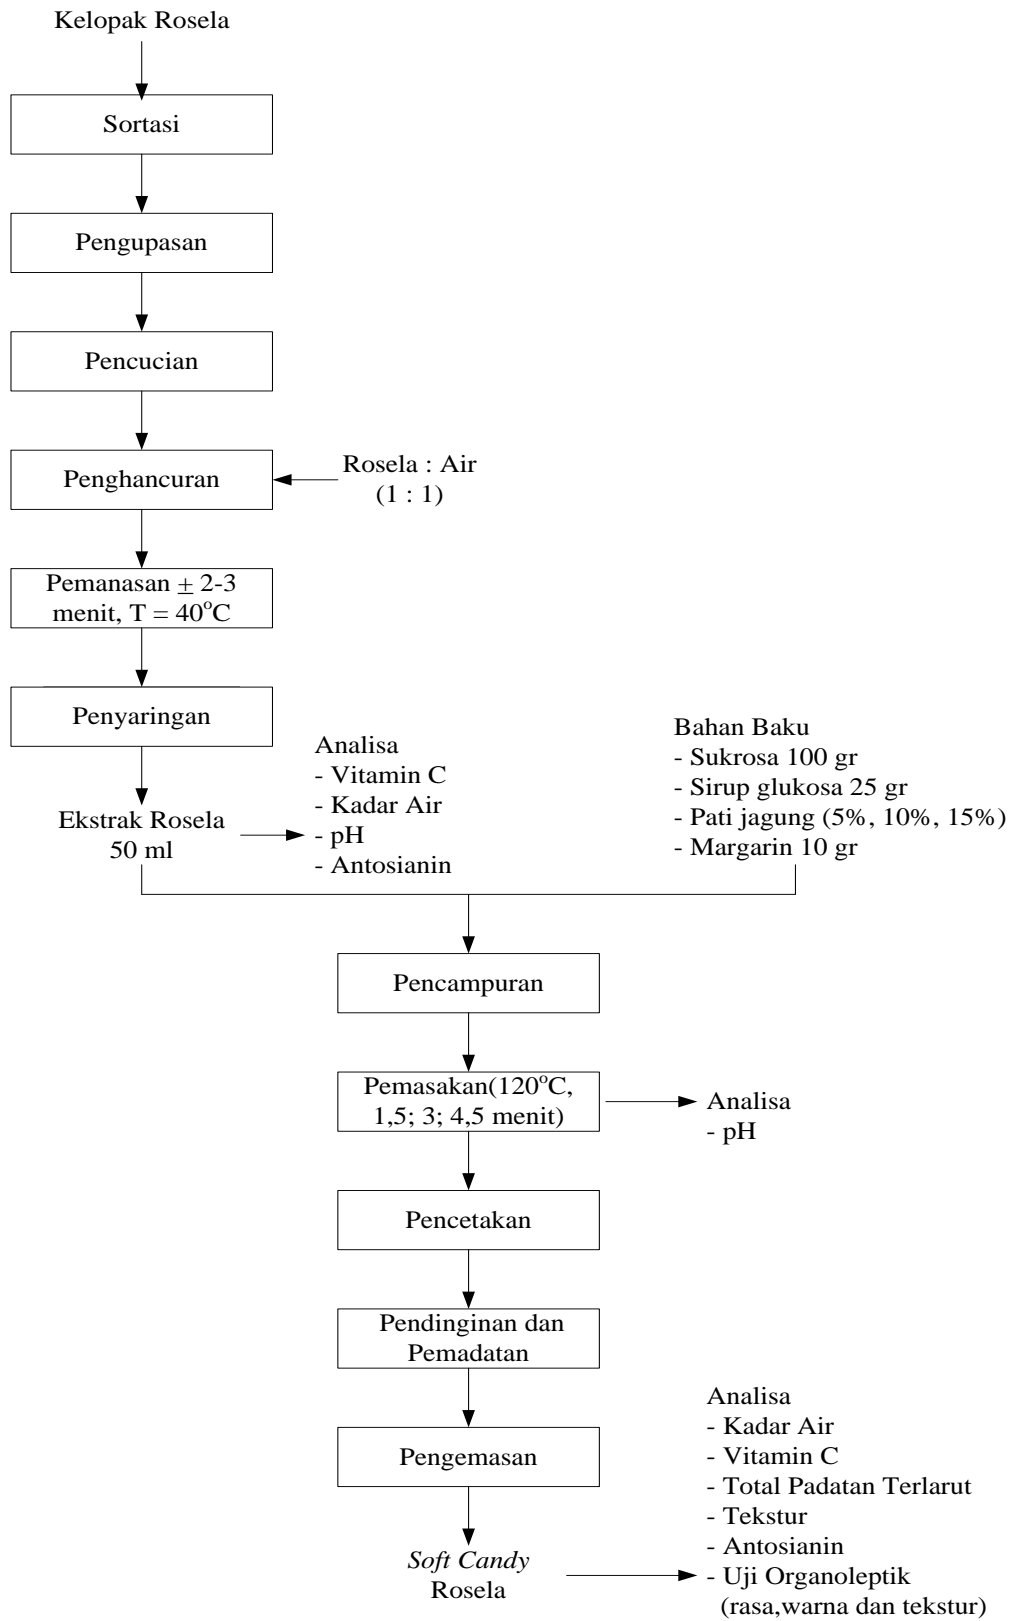 Kelopak Rosela
Sortasi
Pengupasan
Pencucian
Penghancuran
Rosela : Air
(1 : 1)
Pemanasan ± 2-3
menit, T = 40°C
Penyaringan
Ekstrak Rosela
50 ml
Analisa
- Vitamin C
- Kadar Air
- pH
- Antosianin
Bahan Baku
- Sukrosa 100 gr
- Sirup glukosa 25 gr
- Pati jagung (5%, 10%, 15%)
- Margarin 10 gr
Pencampuran
Pemasakan(120°C,
1,5; 3; 4,5 menit)
Analisa
- pH
Pencetakan
Pendinginan dan
Pemadatan
Pengemasan
Soft Candy
Rosela
Analisa
- Kadar Air
- Vitamin C
- Total Padatan Terlarut
- Tekstur
- Antosianin
- Uji Organoleptik
(rasa,warna dan tekstur)